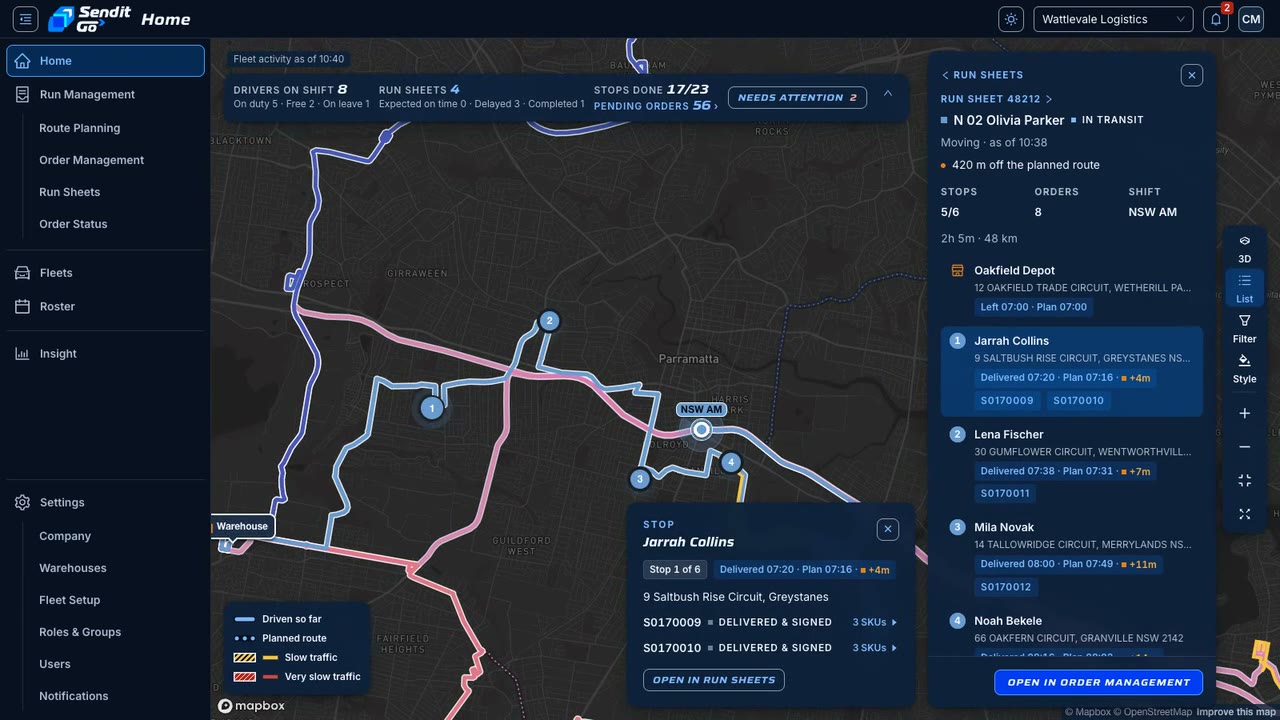 Sendit Go
Home
Wattlevale Logistics
2
CM
Home
Run Management
Route Planning
Order Management
Run Sheets
Order Status
Fleets
Roster
Insight
Settings
Company
Warehouses
Fleet Setup
Roles & Groups
Users
Notifications
Fleet activity as of 10:40
DRIVERS ON SHIFT 8
On duty 5 · Free 2 · On leave 1
RUN SHEETS 4
Expected on time 0 · Delayed 3 · Completed 1
STOPS DONE 17/23
PENDING ORDERS 56 ›
NEEDS ATTENTION 2
BLACKTOWN
ROCKS
PROSPECT
GIRRAWEEN
Parramatta
HARRIS
PARK
NSW AM
1
2
3
4
Warehouse
GUILDFORD
WEST
FAIRFIELD
HEIGHTS
Driven so far
Planned route
Slow traffic
Very slow traffic
mapbox
STOP
Jarrah Collins
Stop 1 of 6
Delivered 07:20 · Plan 07:16 · +4m
9 Saltbush Rise Circuit, Greystanes
S0170009 DELIVERED & SIGNED 3 SKUs
S0170010 DELIVERED & SIGNED 3 SKUs
OPEN IN RUN SHEETS
RUN SHEETS
RUN SHEET 48212
N 02 Olivia Parker IN TRANSIT
Moving · as of 10:38
420 m off the planned route
STOPS ORDERS SHIFT
5/6 8 NSW AM
2h 5m · 48 km
Oakfield Depot
12 OAKFIELD TRADE CIRCUIT, WETHERILL PA...
Left 07:00 · Plan 07:00
1 Jarrah Collins
9 SALTBUSH RISE CIRCUIT, GREYSTANES NS...
Delivered 07:20 · Plan 07:16 · +4m
S0170009 S0170010
2 Lena Fischer
30 GUMFLOWER CIRCUIT, WENTWORTHVILL...
Delivered 07:38 · Plan 07:31 · +7m
S0170011
3 Mila Novak
14 TALLOWRIDGE CIRCUIT, MERRYLANDS NS...
Delivered 08:00 · Plan 07:49 · +11m
S0170012
4 Noah Bekele
66 OAKFERN CIRCUIT, GRANVILLE NSW 2142
OPEN IN ORDER MANAGEMENT
3D
List
Filter
Style
© Mapbox © OpenStreetMap Improve this map